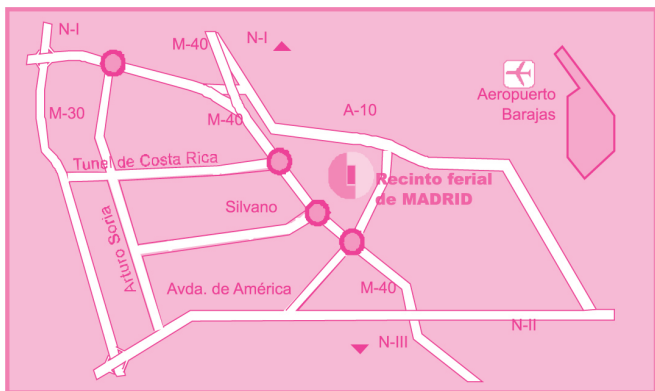 N-I
M-40
N-I
M-30
M-40
A-10
Aeropuerto
Barajas
Tunel de Costa Rica
Recinto ferial
de MADRID
Silvano
Arturo Soria
Avda. de América
M-40
N-II
N-III